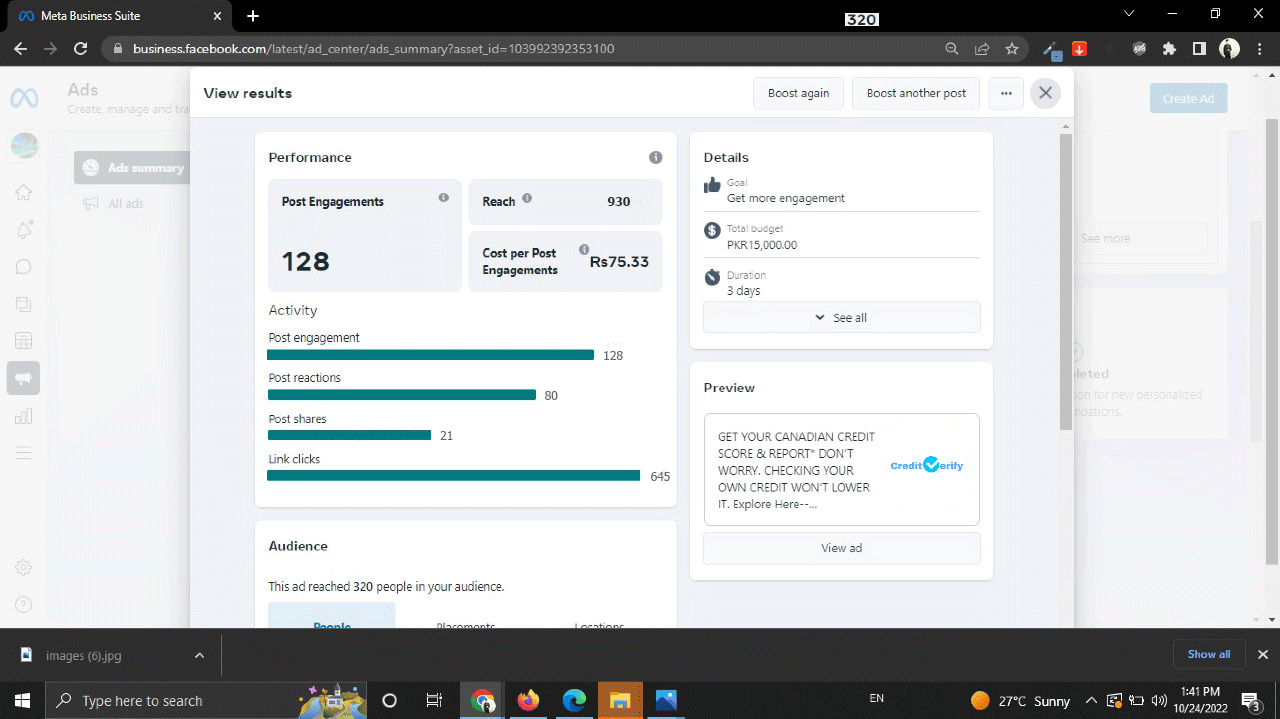 Meta Business Suite
320
business.facebook.com/latest/ad_center/ads_summary?asset_id=103992392353100
Ads
Create, manage and tra
Create Ad
Ads summary
All ads
See more
leted
on for new personalized
ndations.
View results
Boost again
Boost another post
Performance
Post Engagements
128
Reach
930
Cost per Post
Engagements
Rs75.33
Activity
Post engagement
128
Post reactions
80
Post shares
21
Link clicks
645
Audience
This ad reached 320 people in your audience.
People
Placements
Locations
Details
Goal
Get more engagement
Total budget
PKR15,000.00
Duration
3 days
See all
Preview
GET YOUR CANADIAN CREDIT
SCORE & REPORT* DON'T
WORRY. CHECKING YOUR
OWN CREDIT WON'T LOWER
IT. Explore Here--...
Credit Verify
View ad
images (6).jpg
Show all
Type here to search
EN
27°C Sunny
1:41 PM
10/24/2022
3